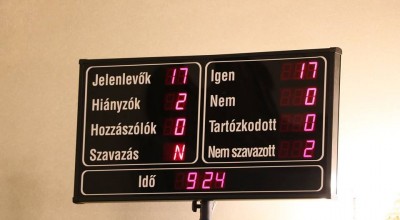 Jelenlevők 17
Hiányzók 2
Hozzászólók 0
Szavazás N
Igen 17
Nem 0
Tartózkodott 0
Nem szavazott 2
Idő 9 24